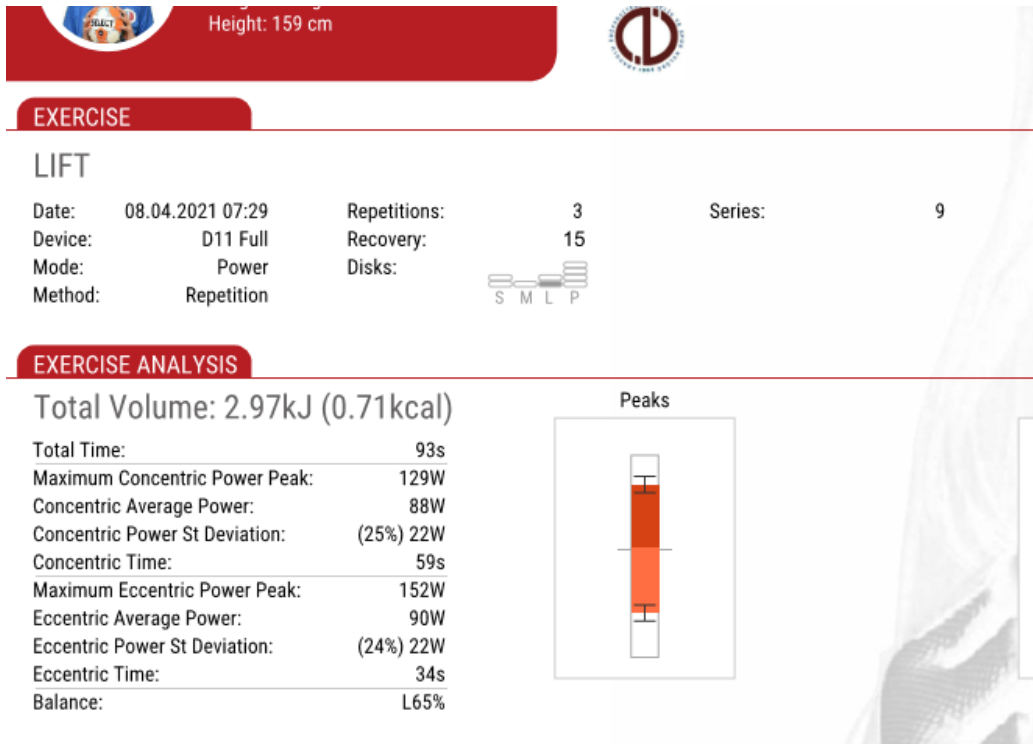 SELECT
Height: 159 cm
EXERCISE
LIFT
Date: 08.04.2021 07:29
Device: D11 Full
Mode: Power
Method: Repetition
Repetitions: 3
Recovery: 15
Disks:
S M L P
Series: 9
EXERCISE ANALYSIS
Total Volume: 2.97kJ (0.71kcal)
Total Time: 93s
Maximum Concentric Power Peak: 129W
Concentric Average Power: 88W
Concentric Power St Deviation: (25%) 22W
Concentric Time: 59s
Maximum Eccentric Power Peak: 152W
Eccentric Average Power: 90W
Eccentric Power St Deviation: (24%) 22W
Eccentric Time: 34s
Balance: L65%
Peaks